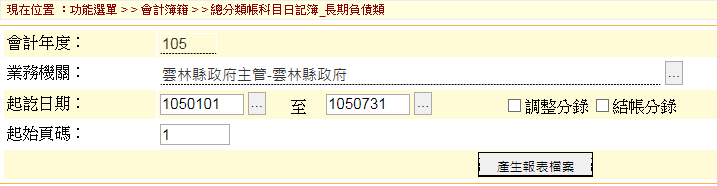 現在位置 ：功能選單>>會計簿籍>>總分類帳科目日記簿_長期負債類
會計年度： 105
業務機關： 雲林縣政府主管-雲林縣政府 ...
起訖日期： 1050101 ... 至 1050731 ... 調整分錄 結帳分錄
起始頁碼： 1
產生報表檔案